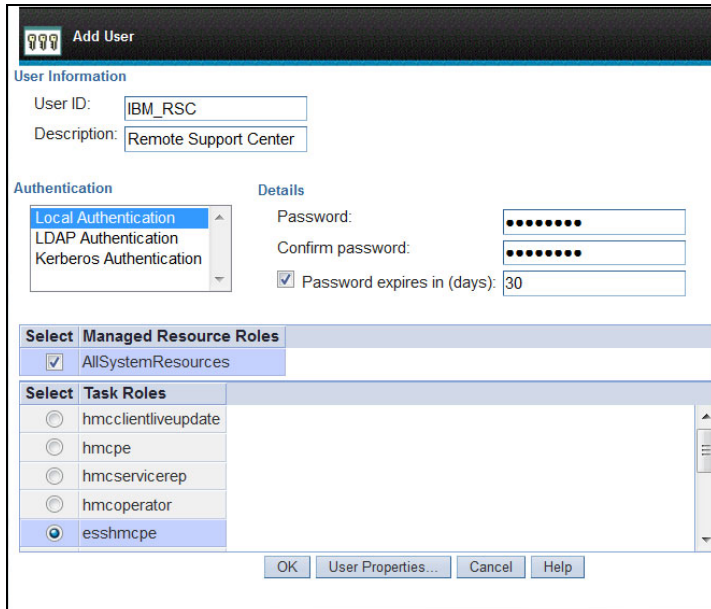 Add User
User Information
User ID: IBM_RSC
Description: Remote Support Center
Authentication
Local Authentication
LDAP Authentication
Kerberos Authentication
Details
Password: ••••••••
Confirm password: ••••••••
Password expires in (days): 30
Select Managed Resource Roles
AllSystemResources
Select Task Roles
hmcclientliveupdate
hmcpe
hmcservicerep
hmcoperator
esshmcpe
OK User Properties... Cancel Help